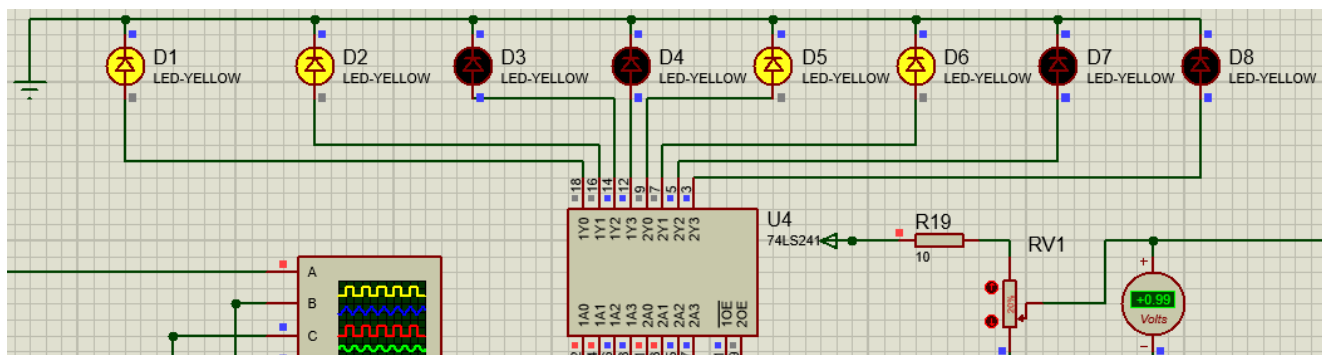 D1 D2 D3 D4 D5 D6 D7 D8
LED-YELLOW LED-YELLOW LED-YELLOW LED-YELLOW LED-YELLOW LED-YELLOW LED-YELLOW LED-YELLOW
18 16 14 12 9 7 5 3
1Y0 1Y1 1Y2 1Y3 2Y0 2Y1 2Y2 2Y3
U4
74LS241
R19
10
RV1
A
B
C
20%
+
+0.99
Volts
−
1A0 1A1 1A2 1A3 2A0 2A1 2A2 2A3 1OE 2OE